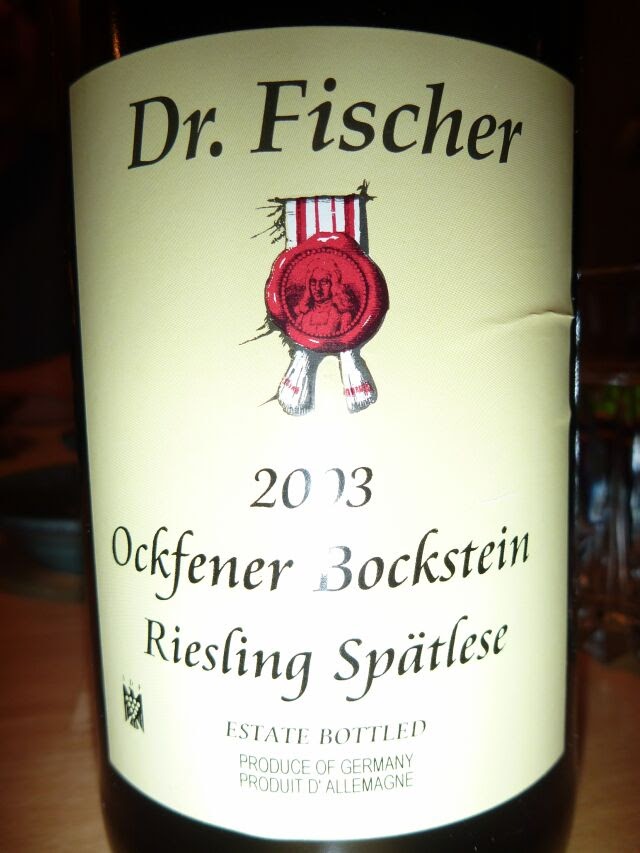 Dr. Fischer
2003
Ockfener Bockstein
Riesling Spätlese
ESTATE BOTTLED
PRODUCE OF GERMANY
PRODUIT D'ALLEMAGNE